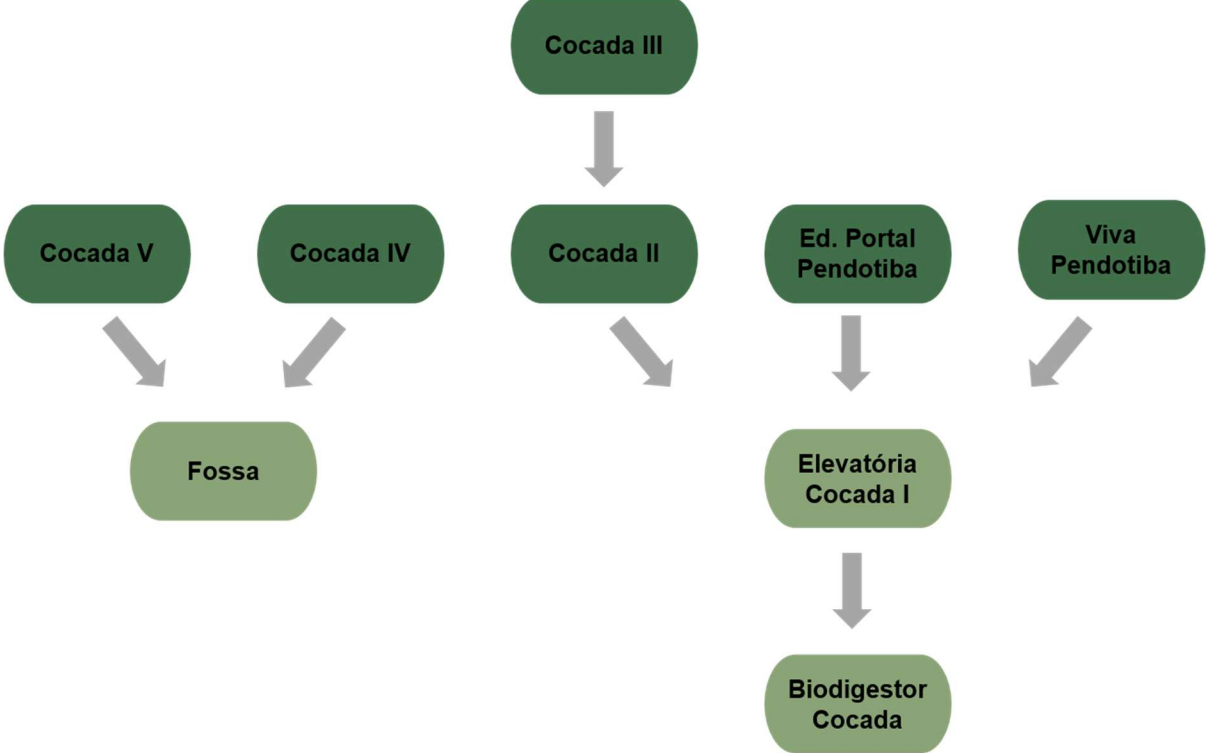 Cocada III
Cocada V
Cocada IV
Cocada II
Ed. Portal
Pendotiba
Viva
Pendotiba
Fossa
Elevatória
Cocada I
Biodigestor
Cocada